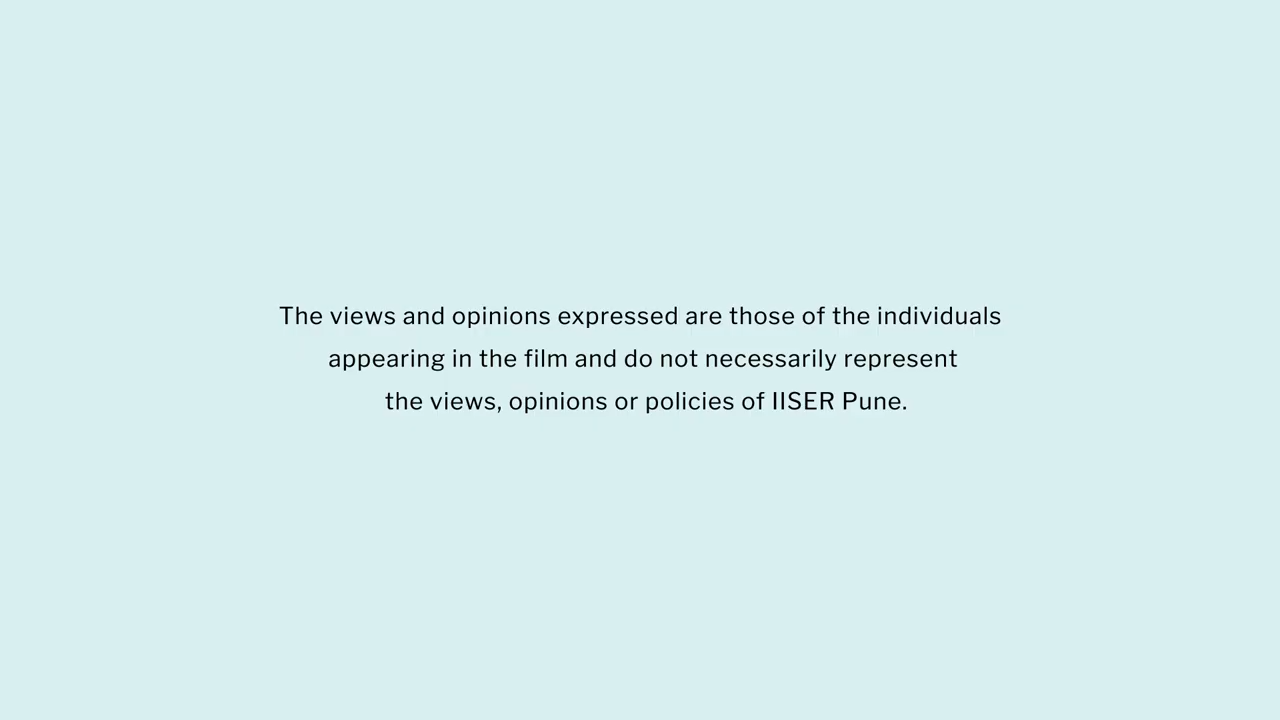 The views and opinions expressed are those of the individuals
appearing in the film and do not necessarily represent
the views, opinions or policies of IISER Pune.